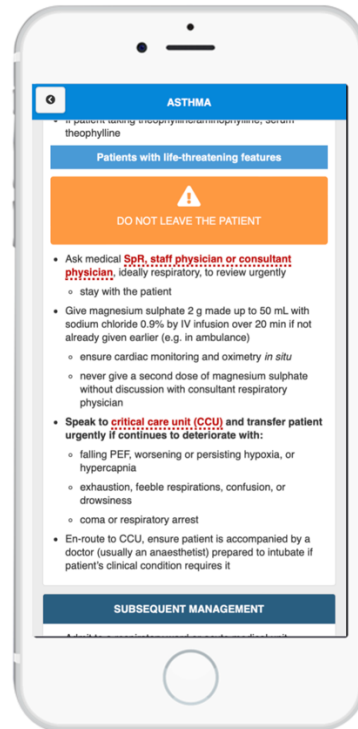 ASTHMA
If patient taking theophylline/aminophylline, serum
theophylline
Patients with life-threatening features
DO NOT LEAVE THE PATIENT
Ask medical SpR, staff physician or consultant
physician, ideally respiratory, to review urgently
stay with the patient
Give magnesium sulphate 2 g made up to 50 mL with
sodium chloride 0.9% by IV infusion over 20 min if not
already given earlier (e.g. in ambulance)
ensure cardiac monitoring and oximetry in situ
never give a second dose of magnesium sulphate
without discussion with consultant respiratory
physician
Speak to critical care unit (CCU) and transfer patient
urgently if continues to deteriorate with:
falling PEF, worsening or persisting hypoxia, or
hypercapnia
exhaustion, feeble respirations, confusion, or
drowsiness
coma or respiratory arrest
En-route to CCU, ensure patient is accompanied by a
doctor (usually an anaesthetist) prepared to intubate if
patient's clinical condition requires it
SUBSEQUENT MANAGEMENT